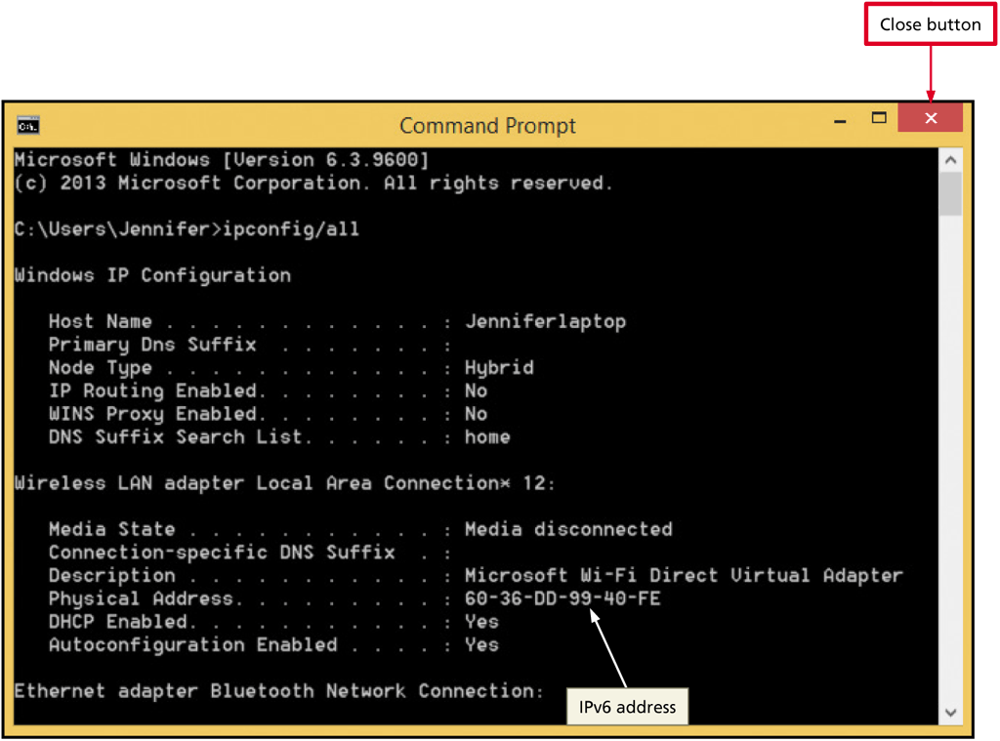 Close button
C:\.
Command Prompt
Microsoft Windows [Version 6.3.9600]
(c) 2013 Microsoft Corporation. All rights reserved.
C:\Users\Jennifer>ipconfig/all
Windows IP Configuration
Host Name . . . . . . . . . . . . : Jenniferlaptop
Primary Dns Suffix . . . . . . . :
Node Type . . . . . . . . . . . . : Hybrid
IP Routing Enabled. . . . . . . . : No
WINS Proxy Enabled. . . . . . . . : No
DNS Suffix Search List. . . . . . : home
Wireless LAN adapter Local Area Connection* 12:
Media State . . . . . . . . . . . : Media disconnected
Connection-specific DNS Suffix . :
Description . . . . . . . . . . . : Microsoft Wi-Fi Direct Virtual Adapter
Physical Address. . . . . . . . . : 60-36-DD-99-40-FE
DHCP Enabled. . . . . . . . . . . : Yes
Autoconfiguration Enabled . . . . : Yes
Ethernet adapter Bluetooth Network Connection:
IPv6 address